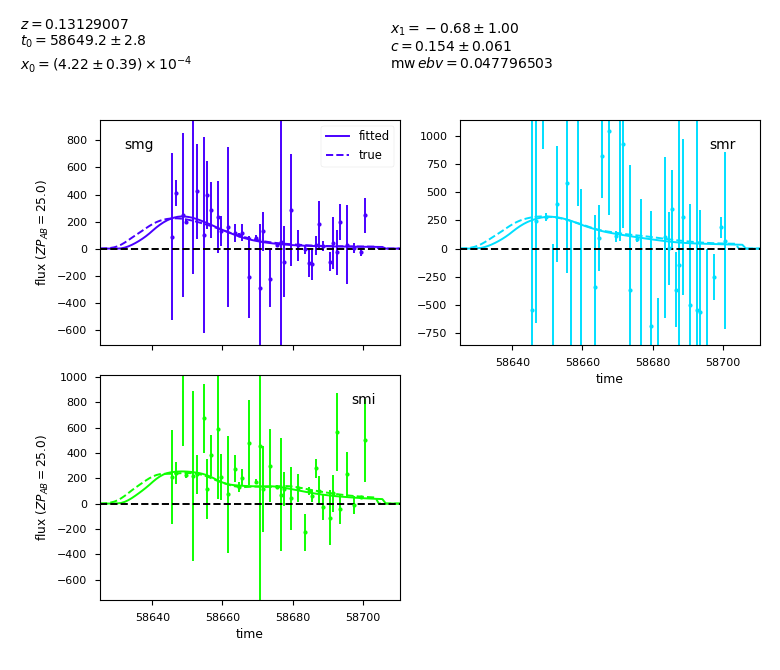 z = 0.13129007
t₀ = 58649.2 ± 2.8
x₀ = (4.22 ± 0.39) × 10⁻⁴
x₁ = −0.68 ± 1.00
c = 0.154 ± 0.061
mw ebv = 0.047796503
smg
fitted
true
800
600
400
200
0
−200
−400
−600
flux (ZP_AB = 25.0)
smr
1000
750
500
250
0
−250
−500
−750
58640
58660
58680
58700
time
smi
1000
800
600
400
200
0
−200
−400
−600
flux (ZP_AB = 25.0)
58640
58660
58680
58700
time